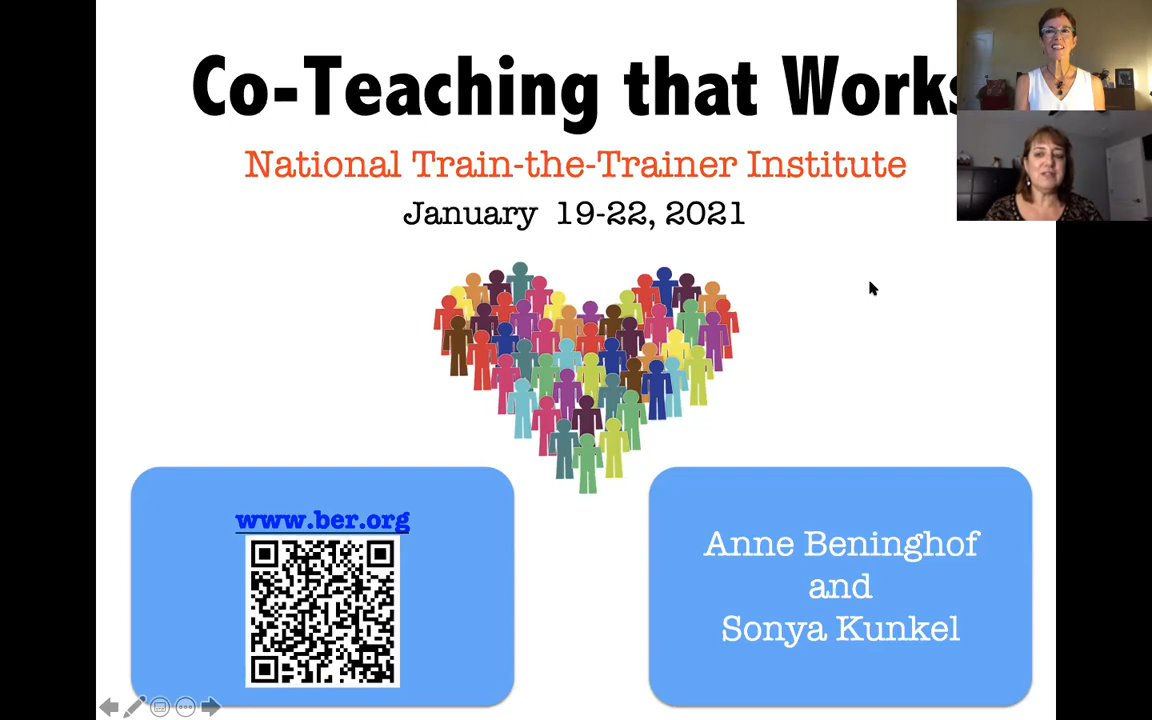 Co-Teaching that Works
National Train-the-Trainer Institute
January 19-22, 2021
www.ber.org
Anne Beninghof
and
Sonya Kunkel